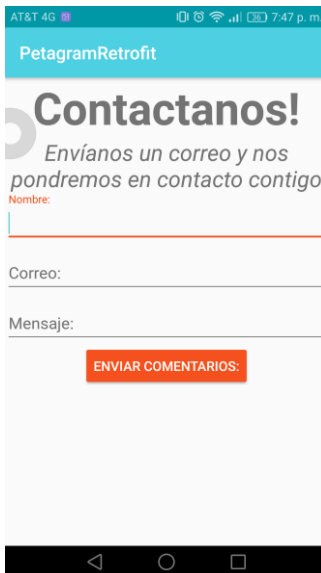 AT&T 4G 36 7:47 p. m.
PetagramRetrofit
Contactanos!
Envíanos un correo y nos
pondremos en contacto contigo
Nombre:
Correo:
Mensaje:
ENVIAR COMENTARIOS: